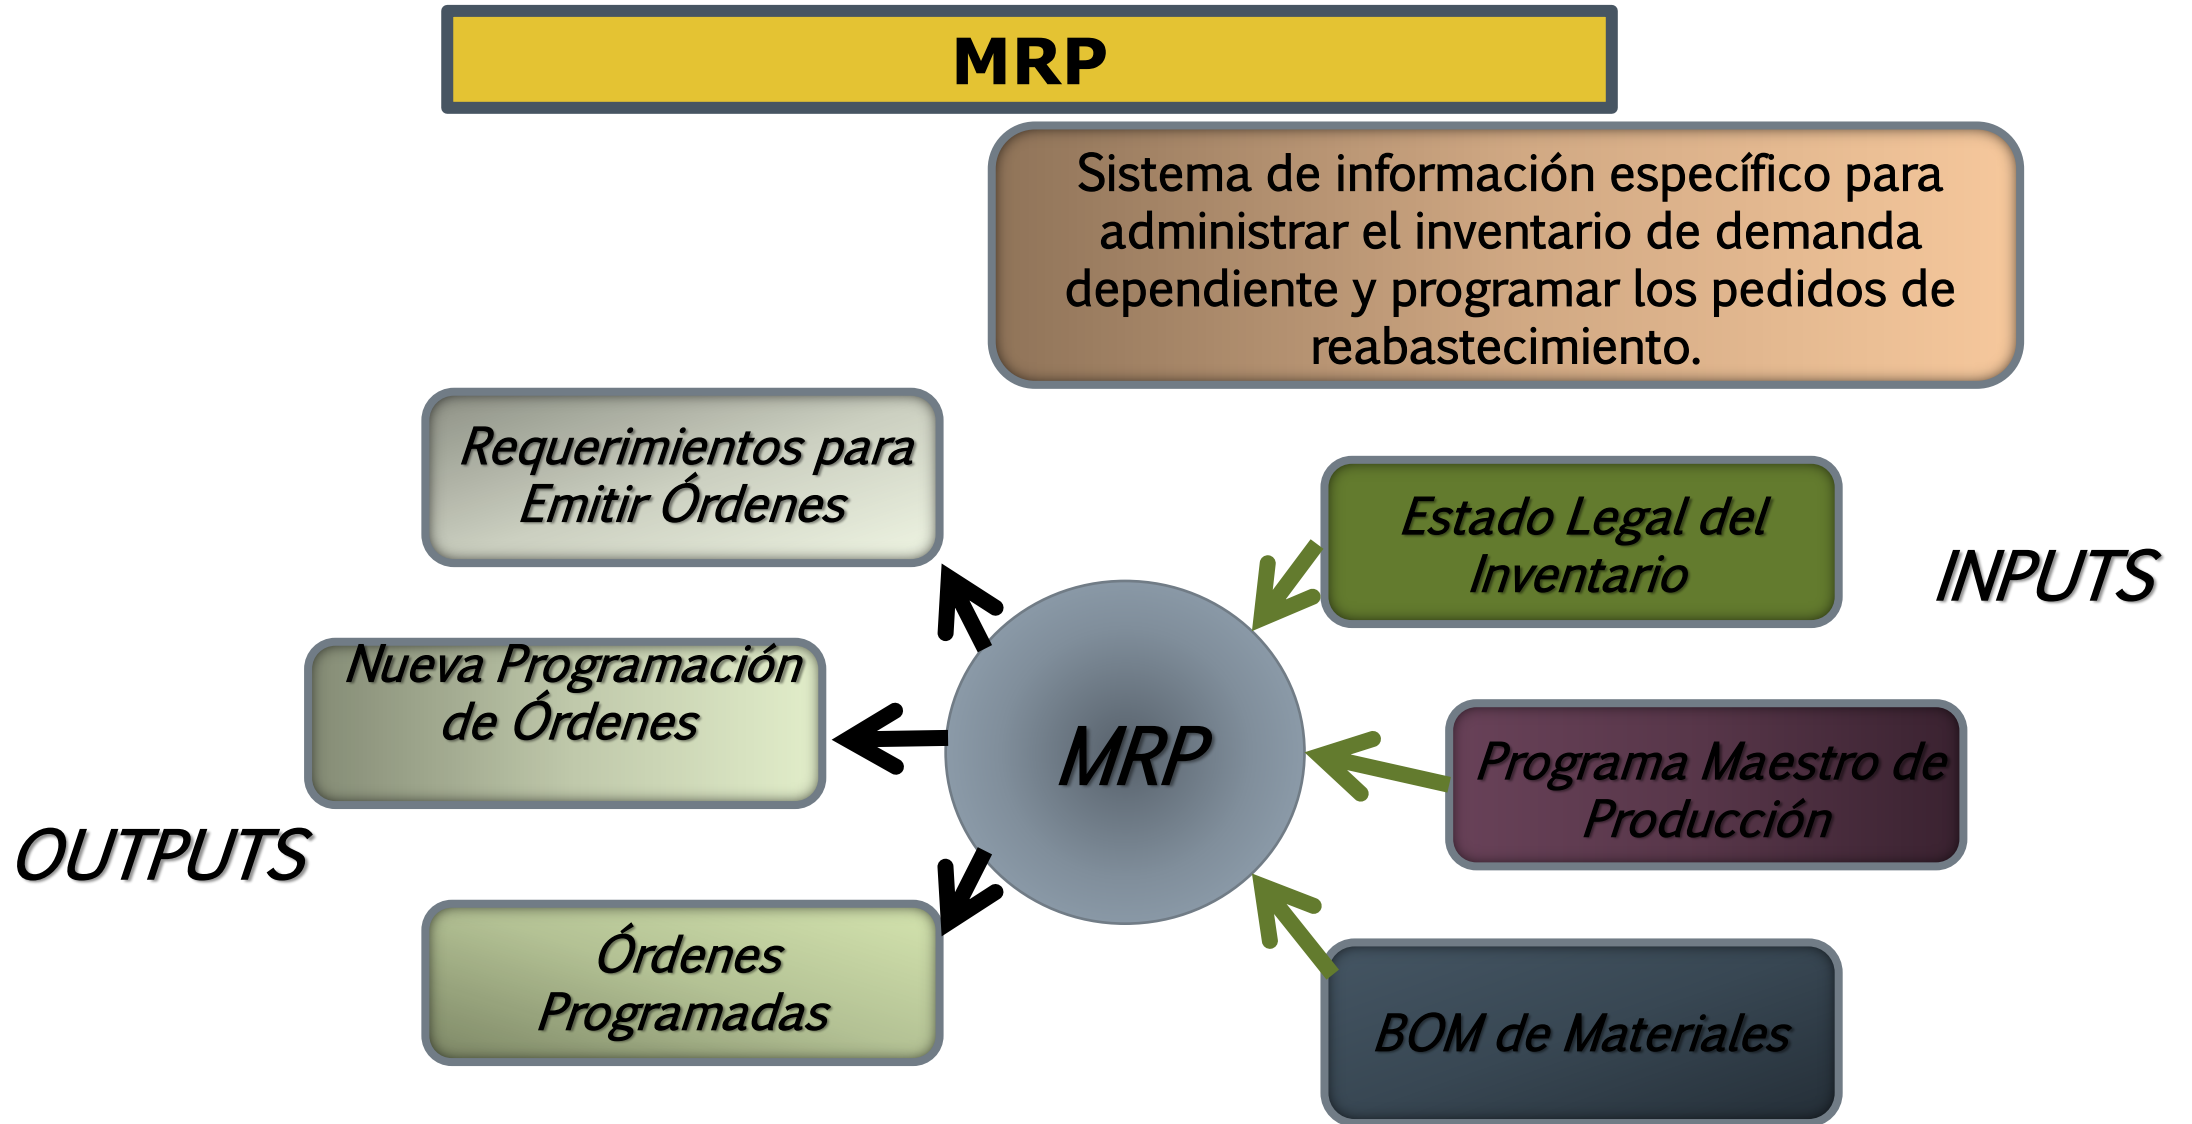 MRP
Sistema de información específico para
administrar el inventario de demanda
dependiente y programar los pedidos de
reabastecimiento.
Requerimientos para
Emitir Órdenes
Estado Legal del
Inventario
INPUTS
Nueva Programación
de Órdenes
MRP
Programa Maestro de
Producción
OUTPUTS
Órdenes
Programadas
BOM de Materiales